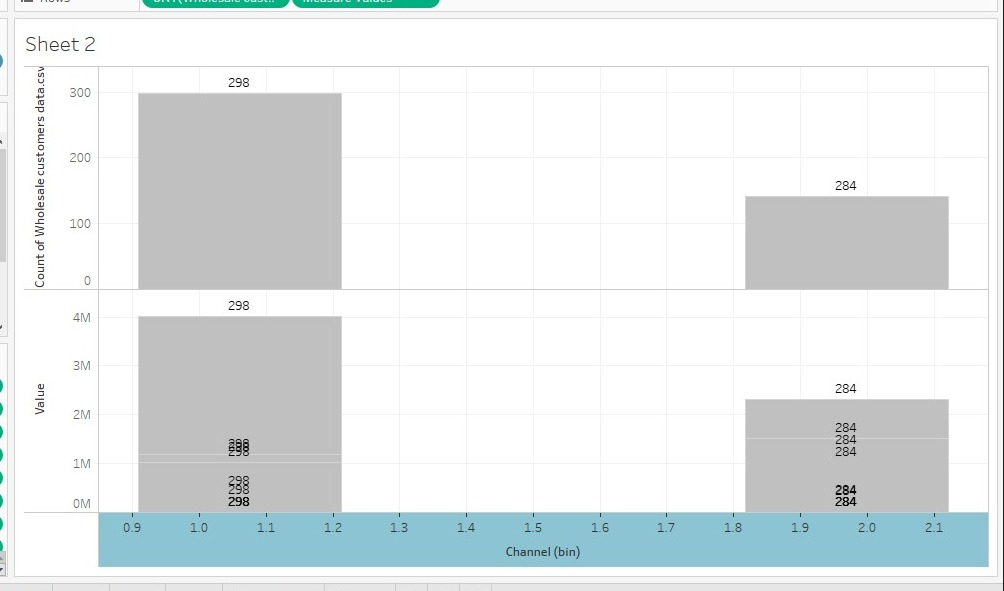 Sheet 2
Count of Wholesale customers data.csv
300
200
100
0
298
284
Value
4M
3M
2M
1M
0M
298
298
298
298
298
298
284
284
284
284
284
284
0.9 1.0 1.1 1.2 1.3 1.4 1.5 1.6 1.7 1.8 1.9 2.0 2.1
Channel (bin)